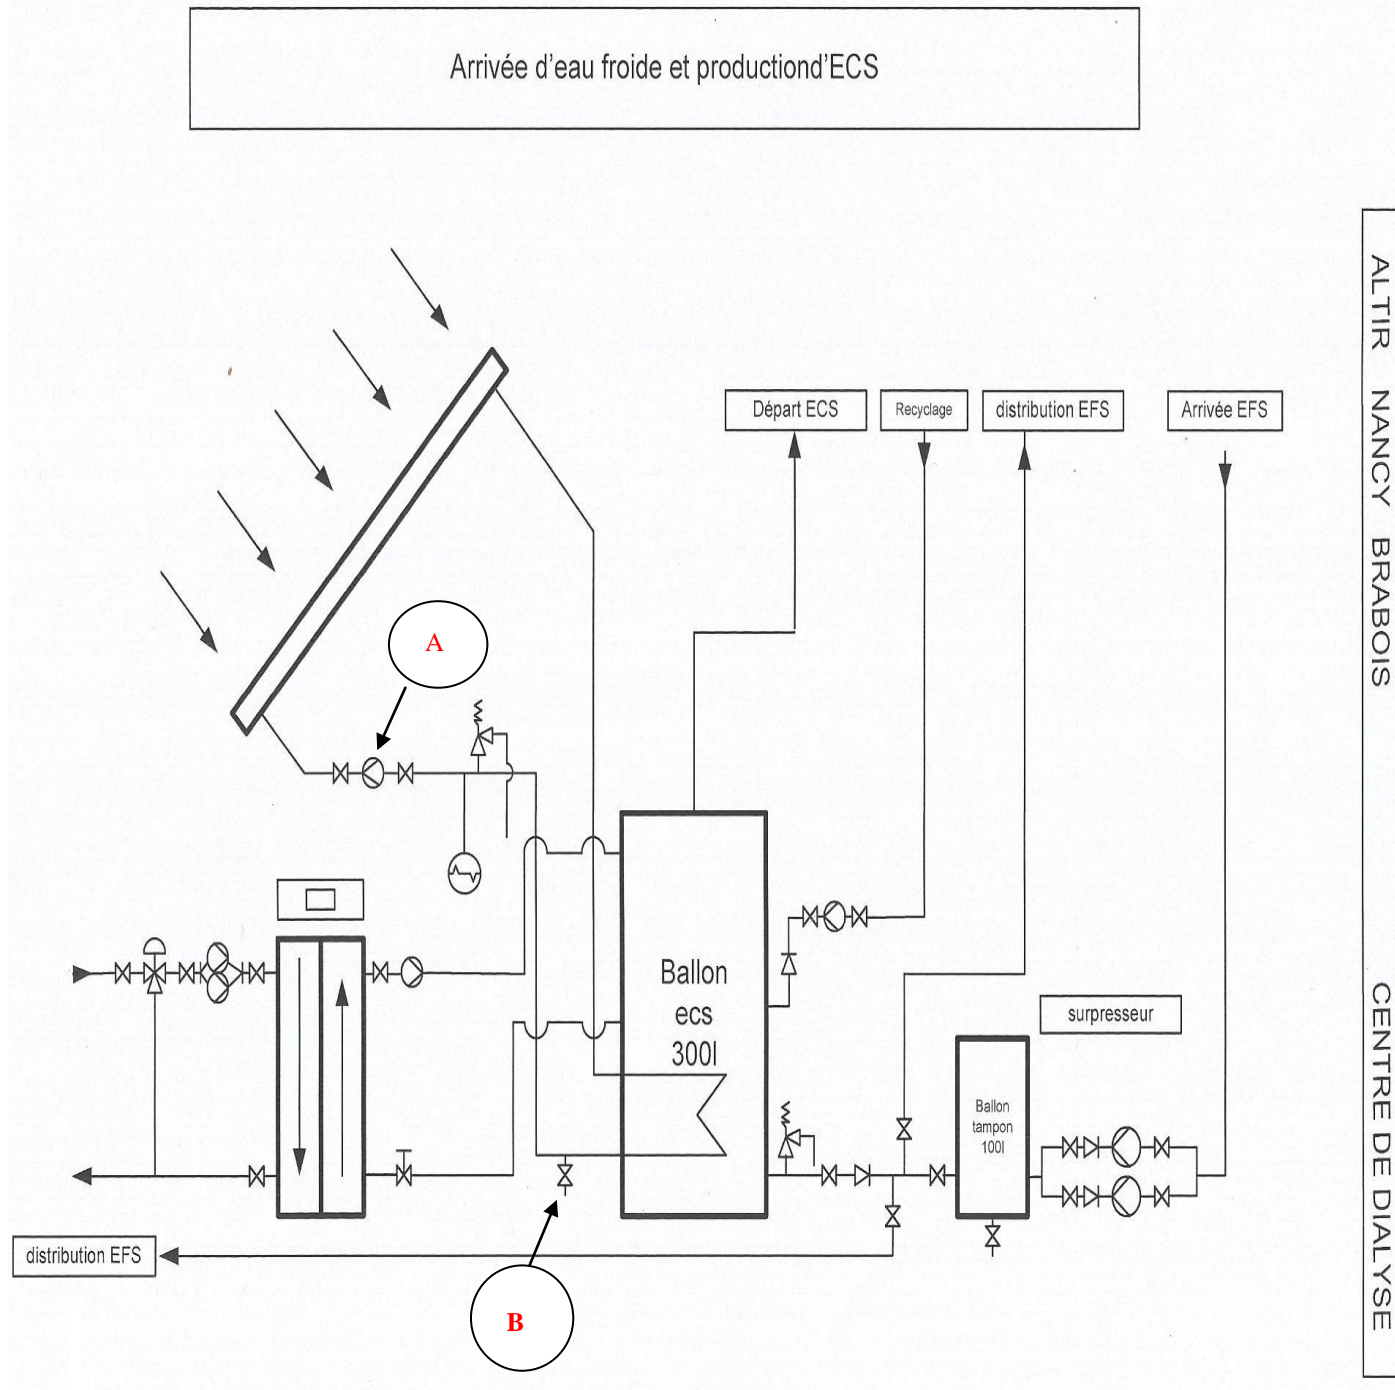 Arrivée d'eau froide et productiond'ECS
Départ ECS
Recyclage
distribution EFS
Arrivée EFS
A
Ballon
ecs
300l
surpresseur
Ballon
tampon
100l
distribution EFS
B
ALTIR NANCY BRABOIS
CENTRE DE DIALYSE